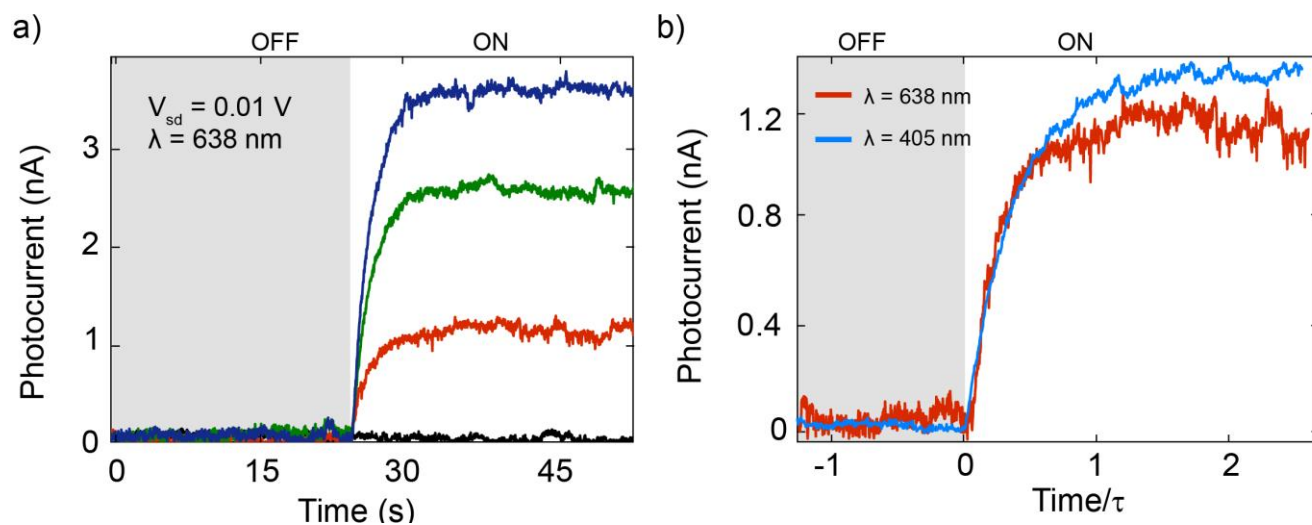 a)
OFF ON
V_sd = 0.01 V
λ = 638 nm
3
2
1
0
Photocurrent (nA)
0 15 30 45
Time (s)
b)
OFF ON
λ = 638 nm
λ = 405 nm
1.2
0.8
0.4
0
Photocurrent (nA)
-1 0 1 2
Time/τ